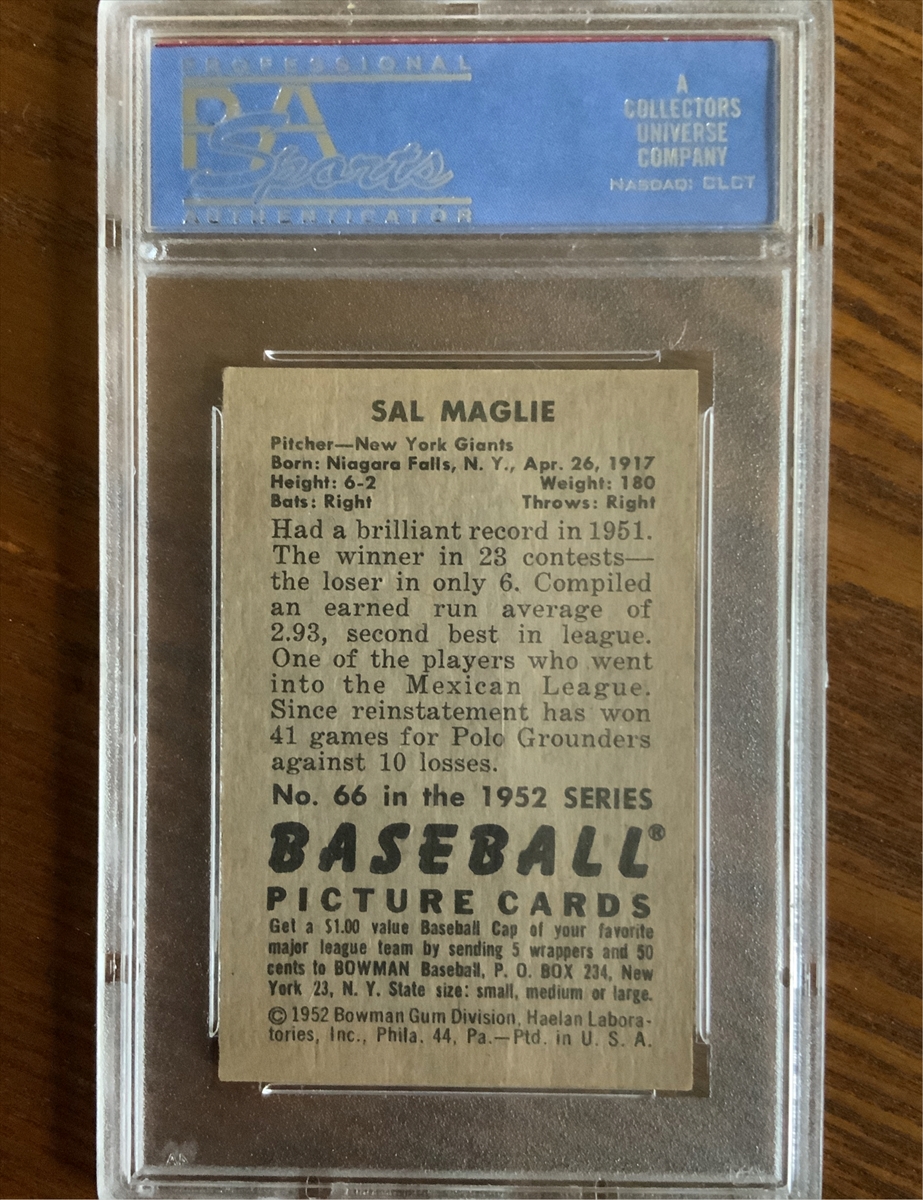 PROFESSIONAL
PSA
Sports
AUTHENTICATOR
A
COLLECTORS
UNIVERSE
COMPANY
NASDAQ: CLCT
SAL MAGLIE
Pitcher—New York Giants
Born: Niagara Falls, N. Y., Apr. 26, 1917
Height: 6-2 Weight: 180
Bats: Right Throws: Right
Had a brilliant record in 1951.
The winner in 23 contests—
the loser in only 6. Compiled
an earned run average of
2.93, second best in league.
One of the players who went
into the Mexican League.
Since reinstatement has won
41 games for Polo Grounders
against 10 losses.
No. 66 in the 1952 SERIES
BASEBALL®
PICTURE CARDS
Get a $1.00 value Baseball Cap of your favorite
major league team by sending 5 wrappers and 50
cents to BOWMAN Baseball, P. O. BOX 234, New
York 23, N. Y. State size: small, medium or large.
© 1952 Bowman Gum Division, Haelan Labora-
tories, Inc., Phila. 44, Pa.—Ptd. in U. S. A.